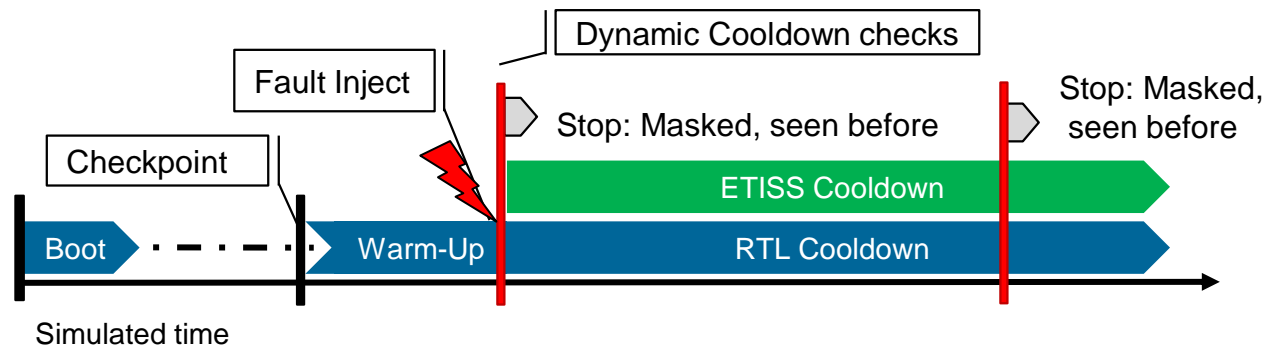 Dynamic Cooldown checks
Fault Inject
Stop: Masked, seen before
Stop: Masked,
seen before
Checkpoint
ETISS Cooldown
Boot
Warm-Up
RTL Cooldown
Simulated time